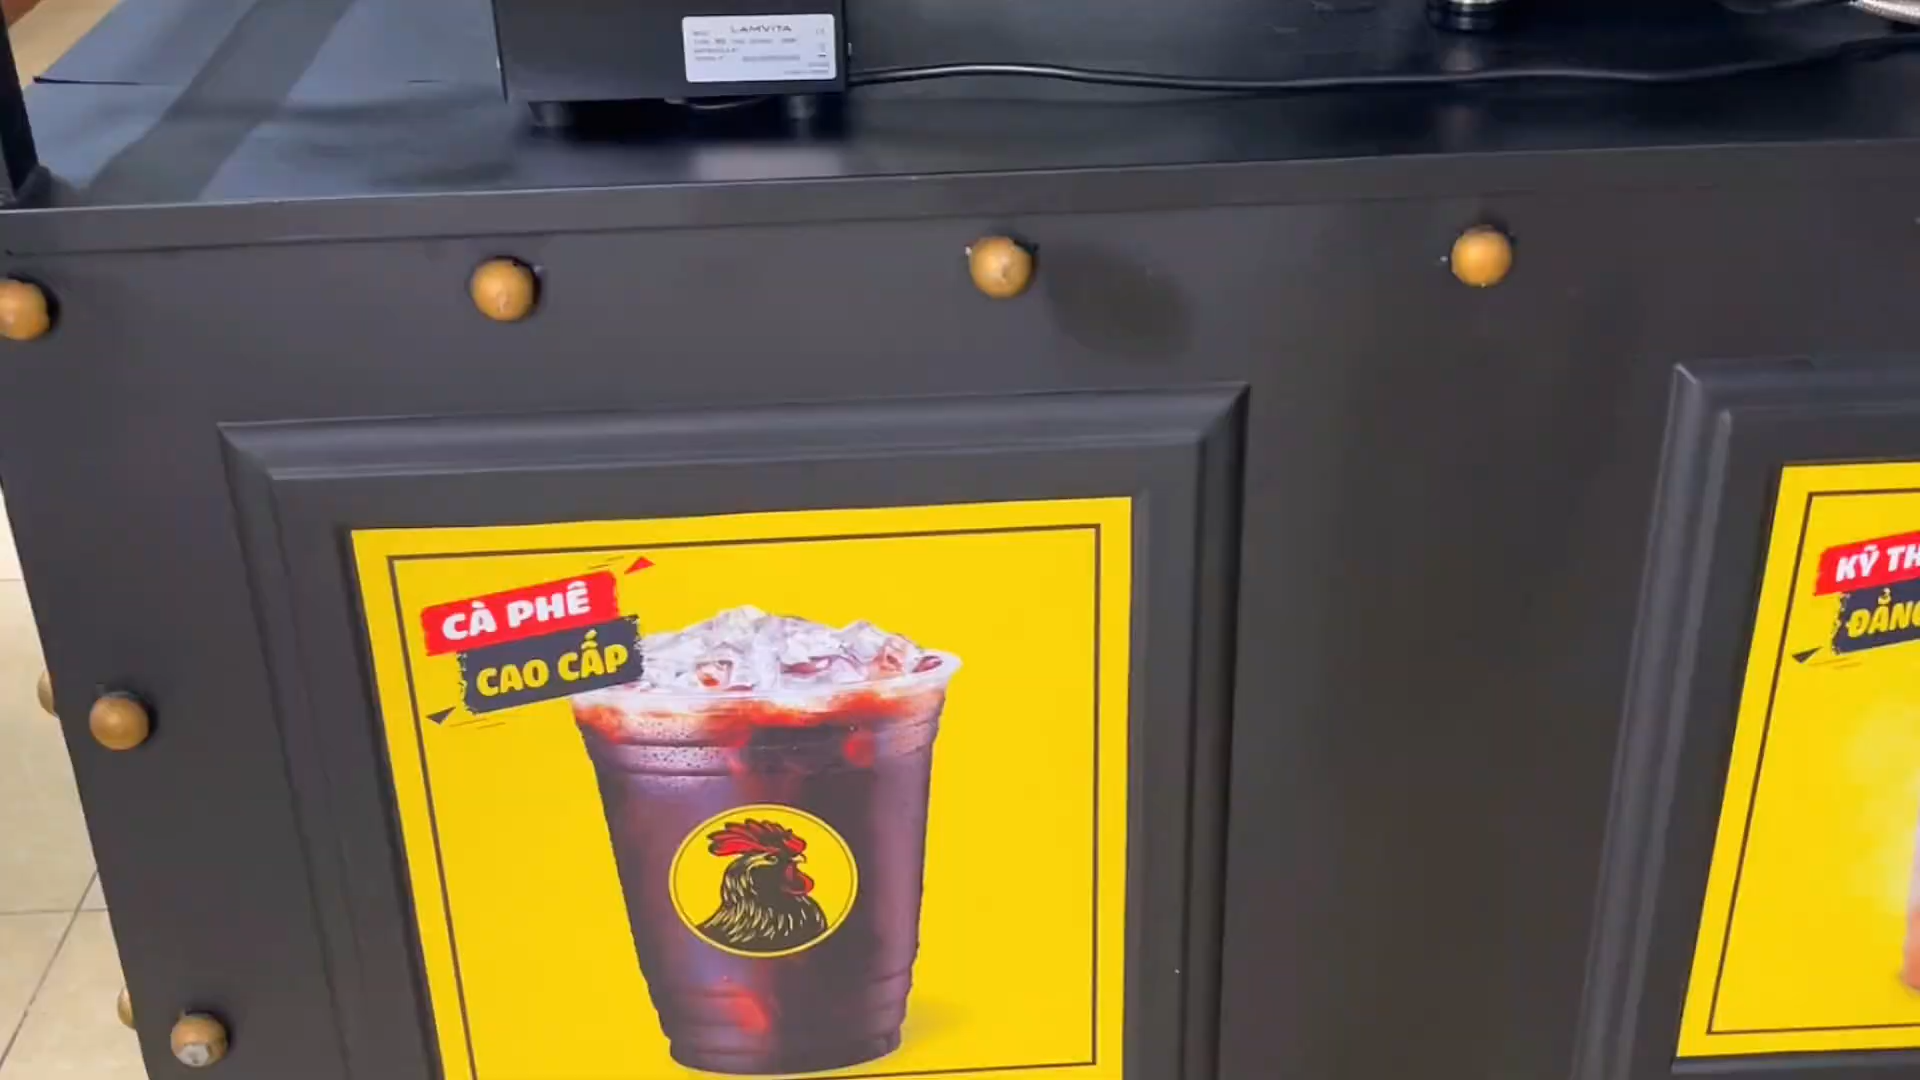 LAMVITA
CÀ PHÊ
CAO CẤP
KỸ TH
ĐẲNG